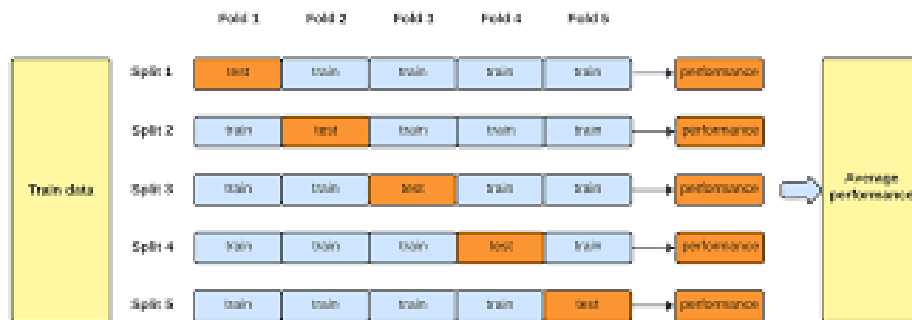 Fold 1 Fold 2 Fold 3 Fold 4 Fold 5
Split 1 test train train train train performance
Split 2 train test train train train performance
Train data Split 3 train train test train train performance Average performance
Split 4 train train train test train performance
Split 5 train train train train test performance